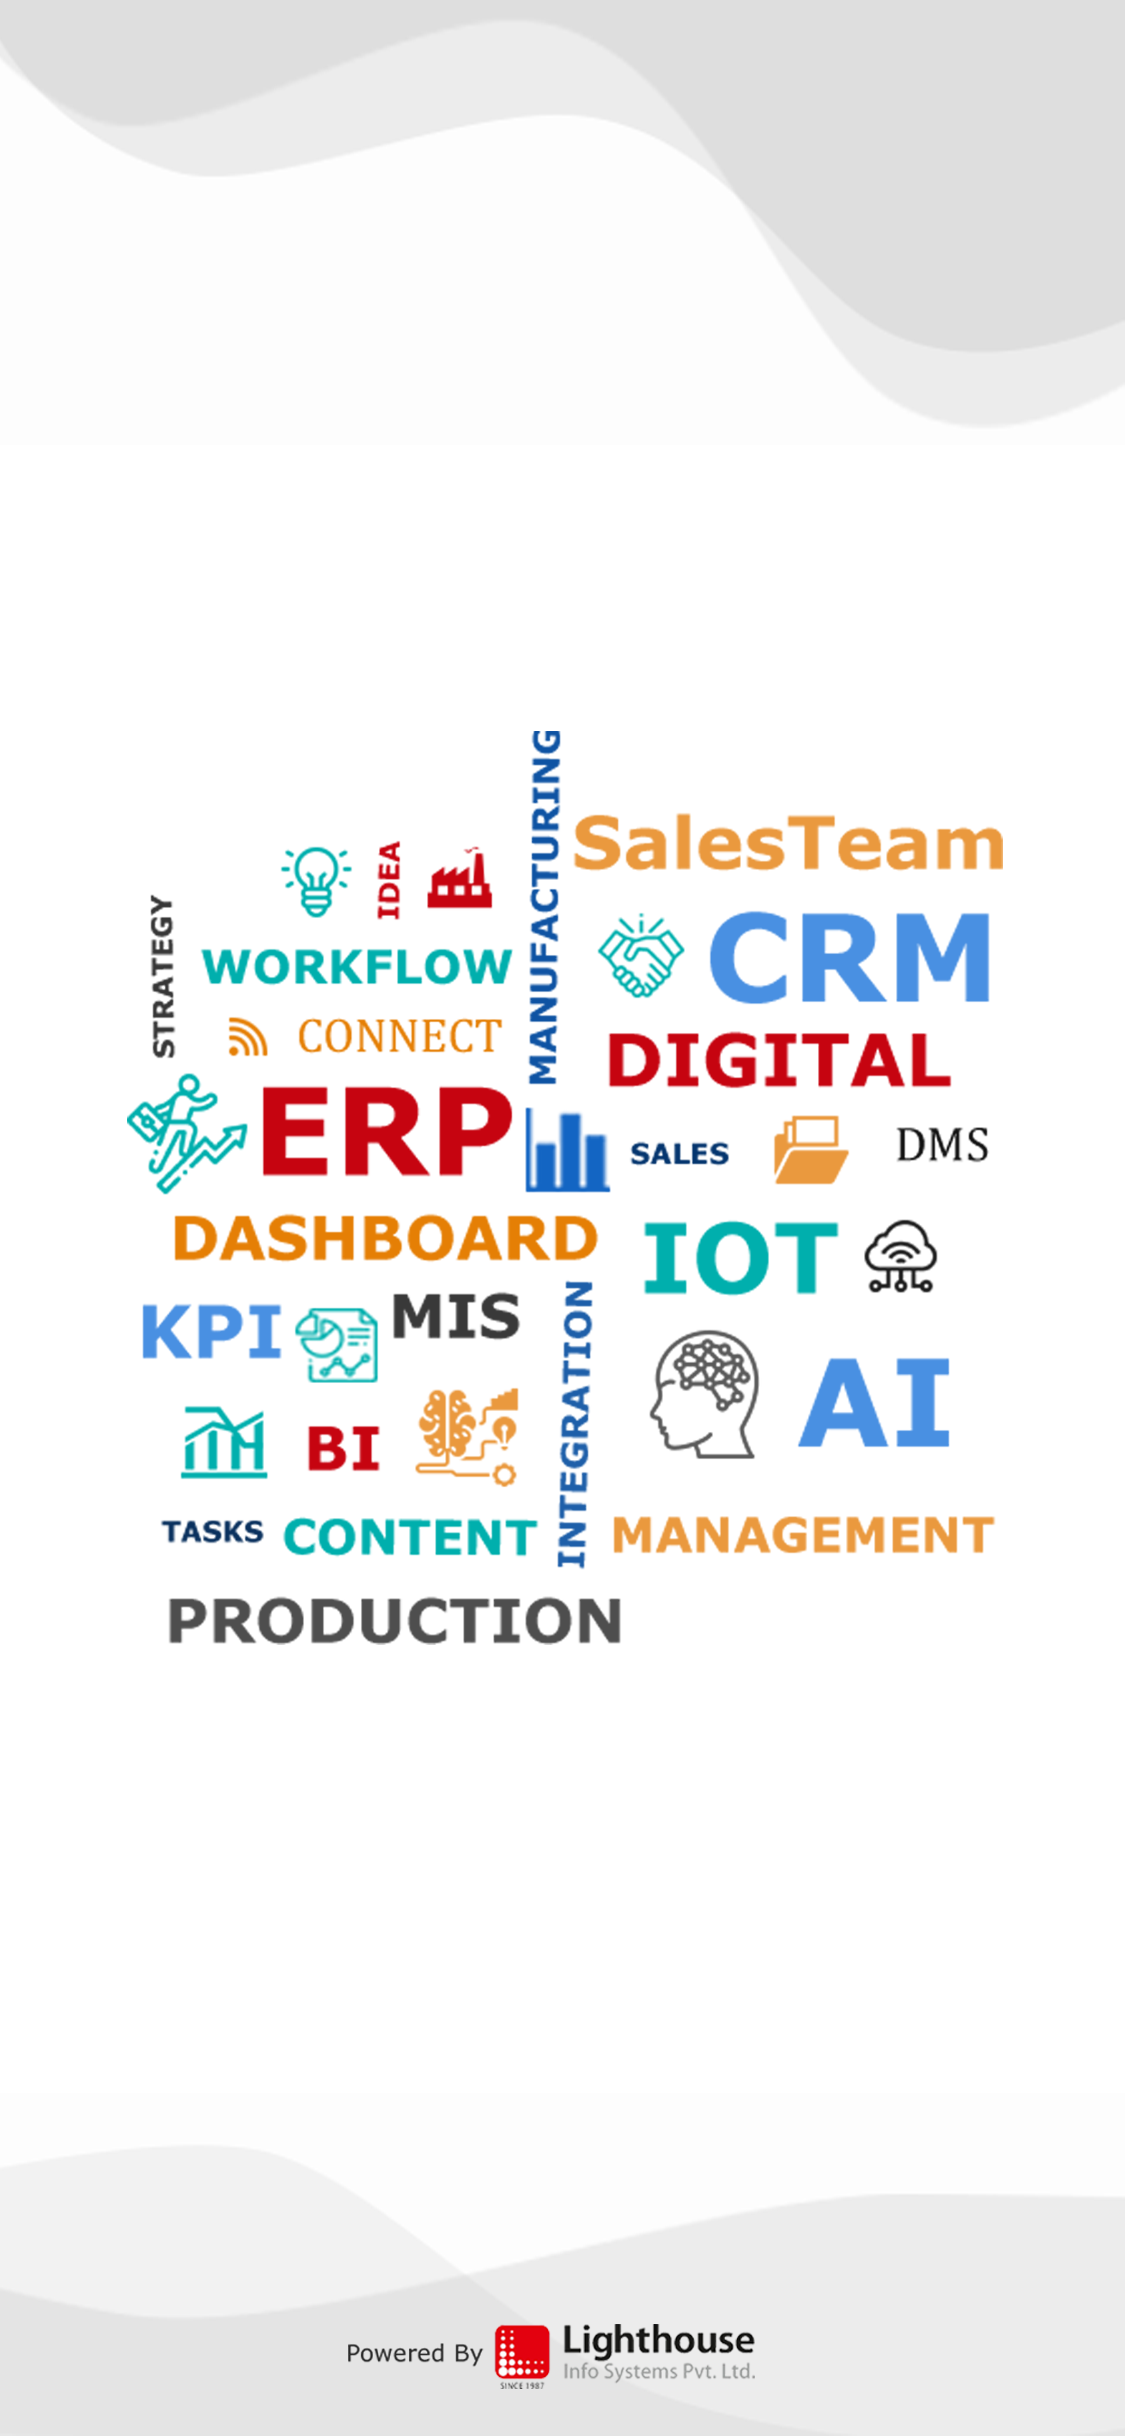 MANUFACTURING
SalesTeam
IDEA
STRATEGY
WORKFLOW
CRM
CONNECT
DIGITAL
ERP
SALES
DMS
DASHBOARD
IOT
KPI
MIS
INTEGRATION
AI
BI
TASKS
CONTENT
MANAGEMENT
PRODUCTION
Powered By
Lighthouse
Info Systems Pvt. Ltd.
SINCE 1987